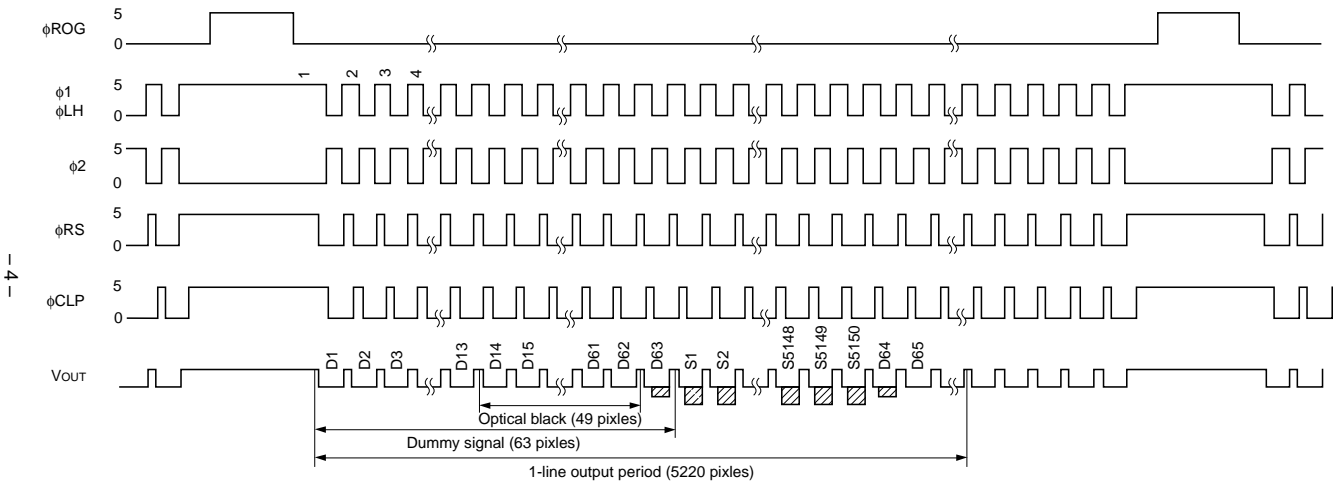 5
φROG
0
1
2
3
4
5
φ1
φLH
0
5
φ2
0
5
φRS
0
– 4 –
5
φCLP
0
D1
D2
D3
D13
D14
D15
D61
D62
D63
S1
S2
S5148
S5149
S5150
D64
D65
VOUT
Optical black (49 pixles)
Dummy signal (63 pixles)
1-line output period (5220 pixles)